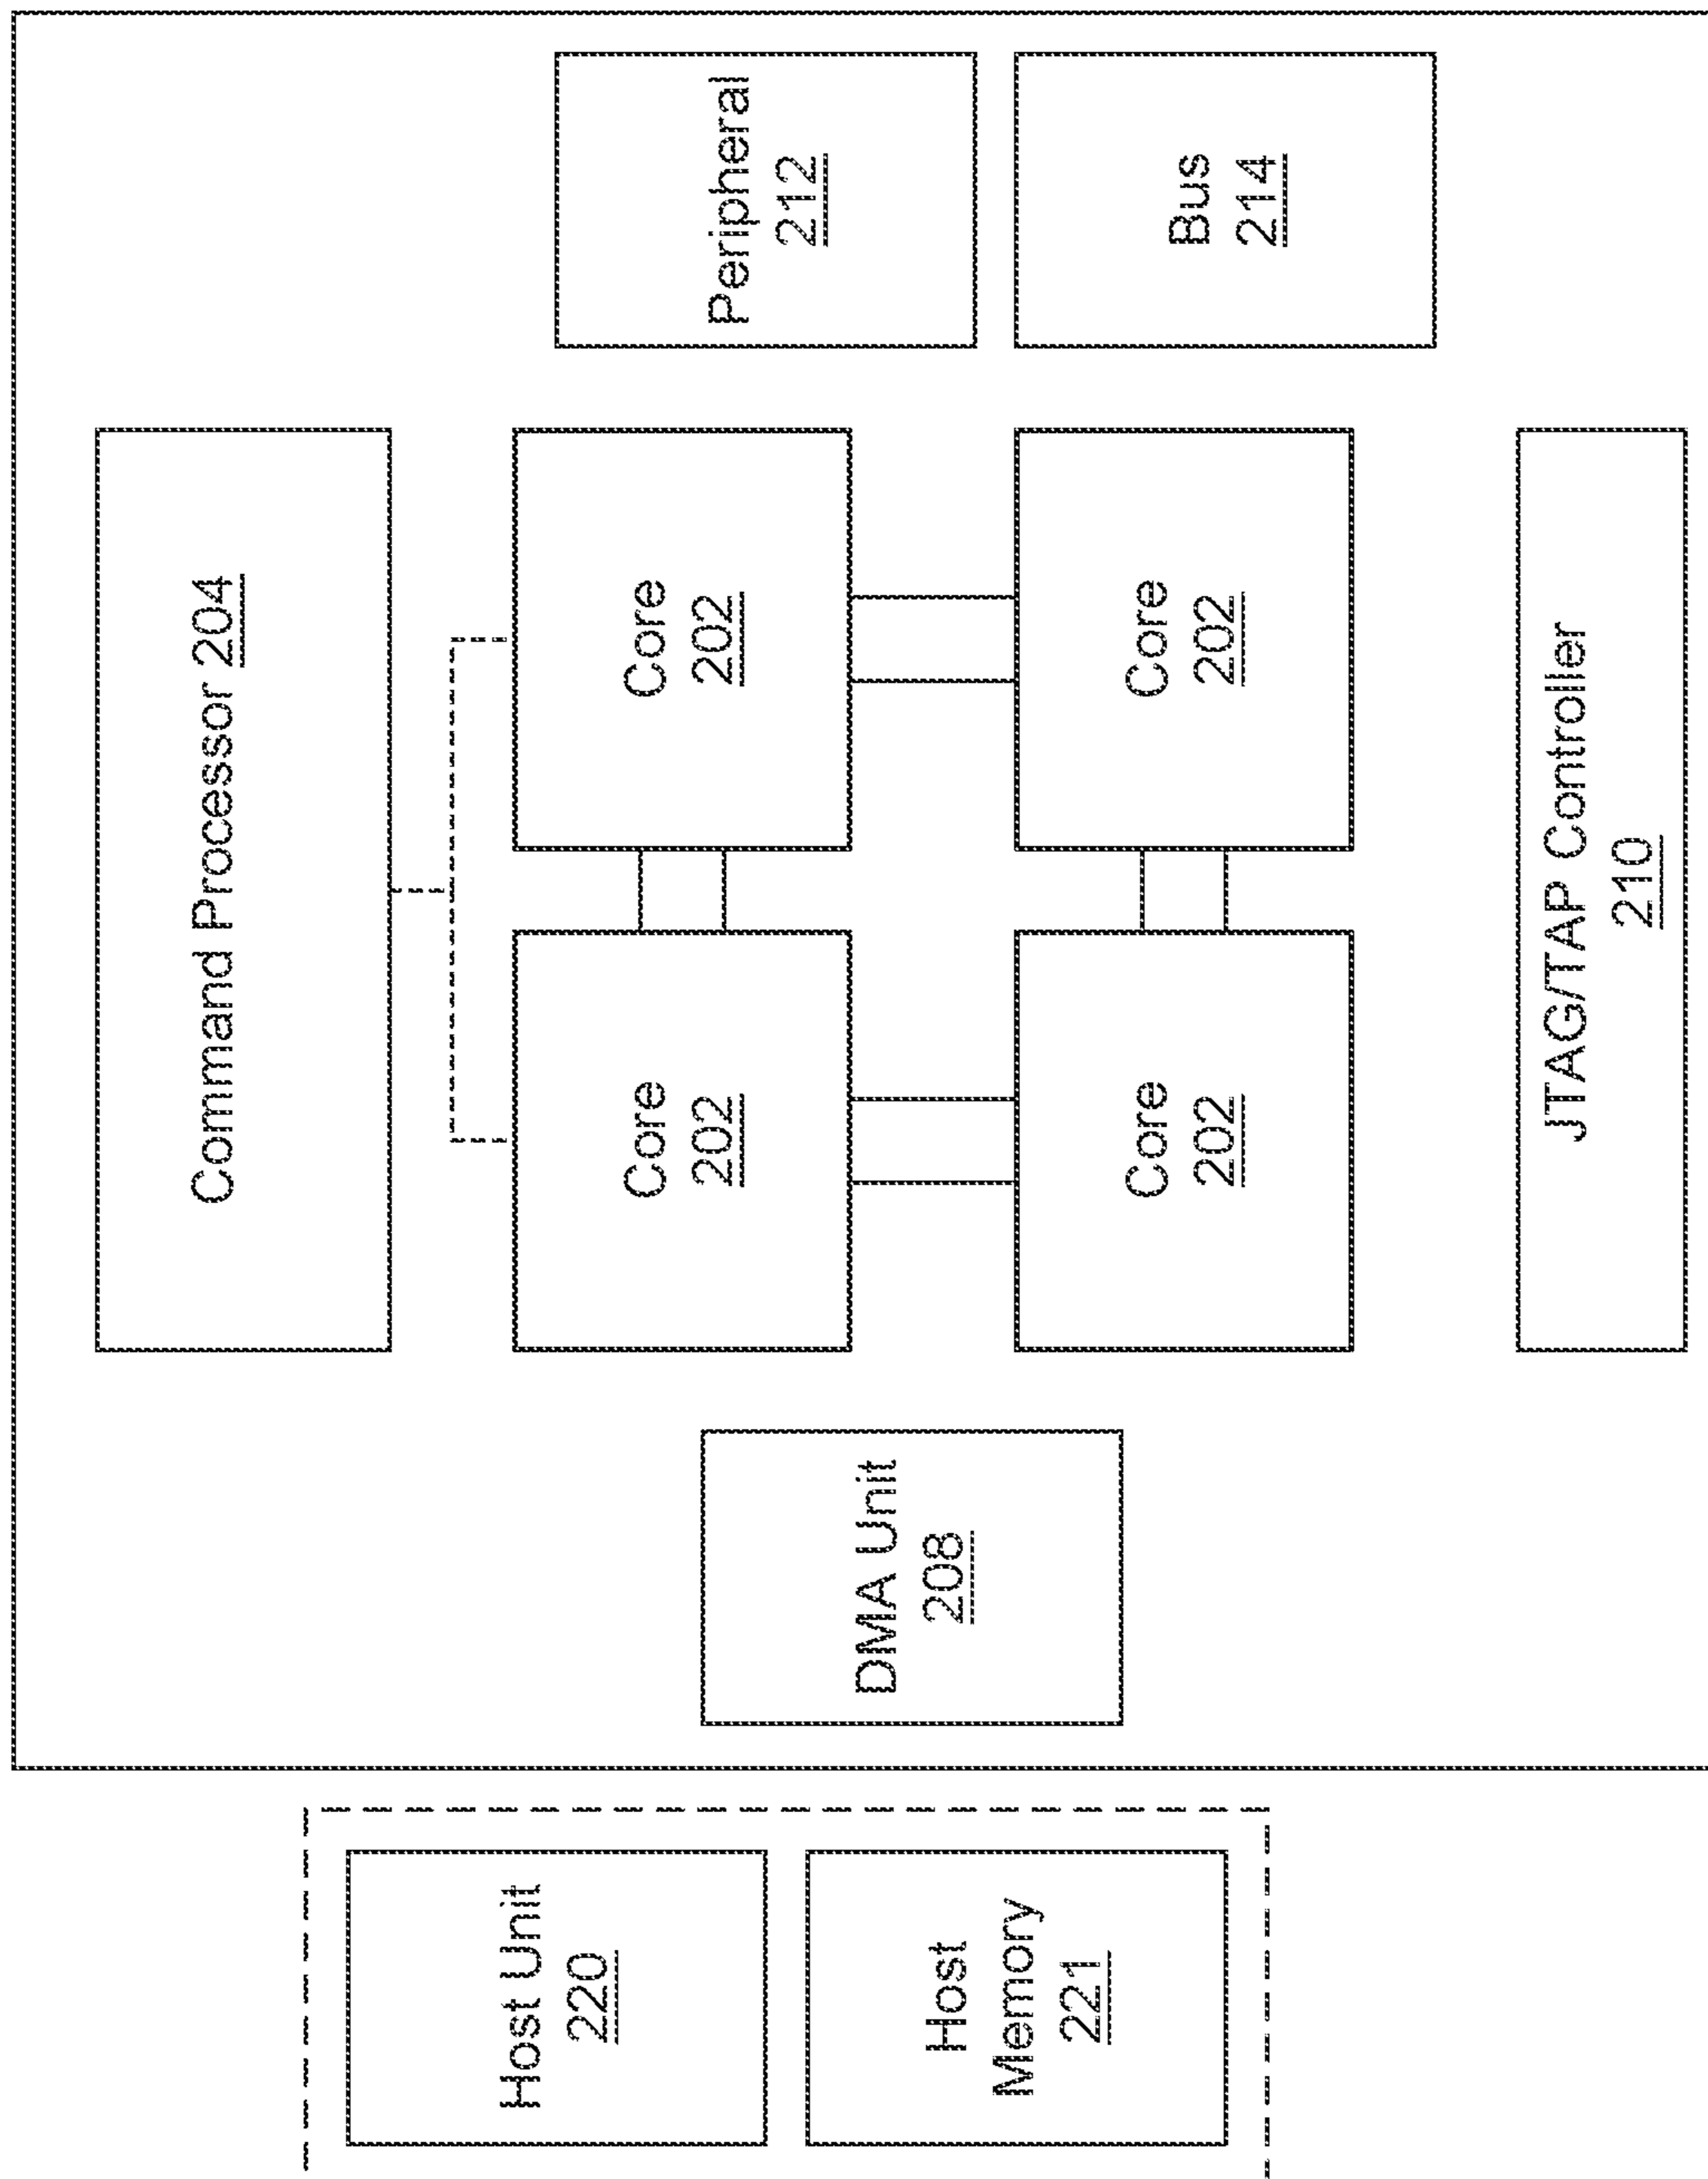 Command Processor 204
Host Unit
220
Host
Memory
221
DMA Unit
208
Core
202
Core
202
Core
202
Core
202
Peripheral
212
Bus
214
JTAG/TAP Controller
210